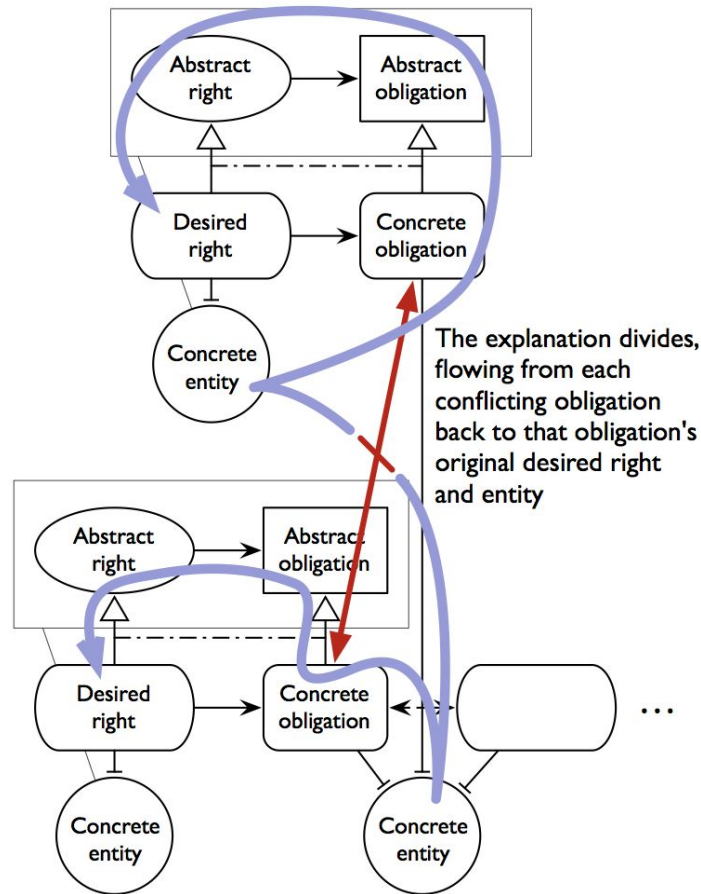 Abstract
right
Abstract
obligation
Desired
right
Concrete
obligation
Concrete
entity
The explanation divides,
flowing from each
conflicting obligation
back to that obligation's
original desired right
and entity
Abstract
right
Abstract
obligation
Desired
right
Concrete
obligation
...
Concrete
entity
Concrete
entity